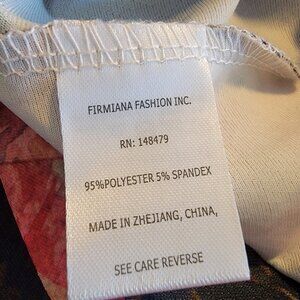 FIRMIANA FASHION INC.
RN: 148479
95%POLYESTER 5% SPANDEX
MADE IN ZHEJIANG, CHINA,
SEE CARE REVERSE